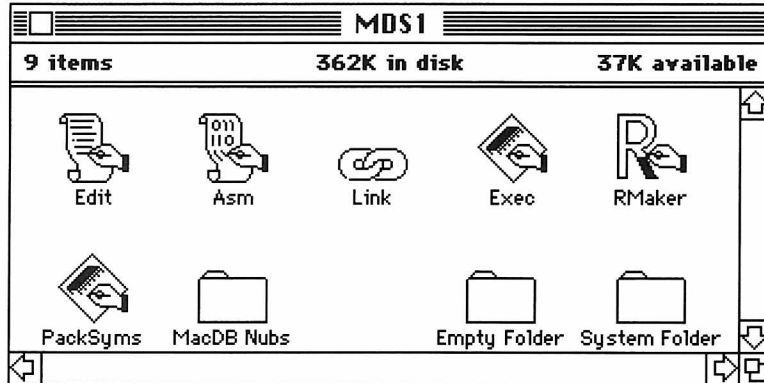 MDS1
9 items 362K in disk 37K available
Edit Asm Link Exec RMaker
PackSyms MacDB Nubs Empty Folder System Folder